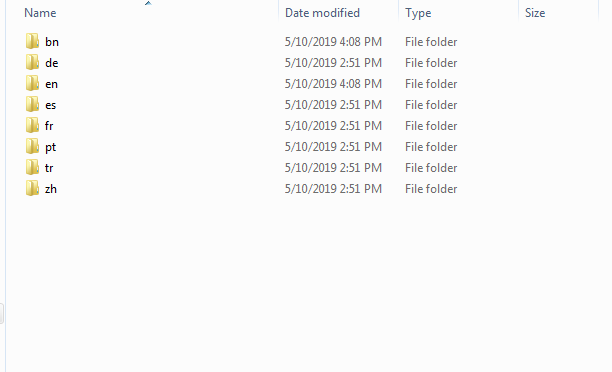 Name Date modified Type Size
bn 5/10/2019 4:08 PM File folder
de 5/10/2019 2:51 PM File folder
en 5/10/2019 4:08 PM File folder
es 5/10/2019 2:51 PM File folder
fr 5/10/2019 2:51 PM File folder
pt 5/10/2019 2:51 PM File folder
tr 5/10/2019 2:51 PM File folder
zh 5/10/2019 2:51 PM File folder